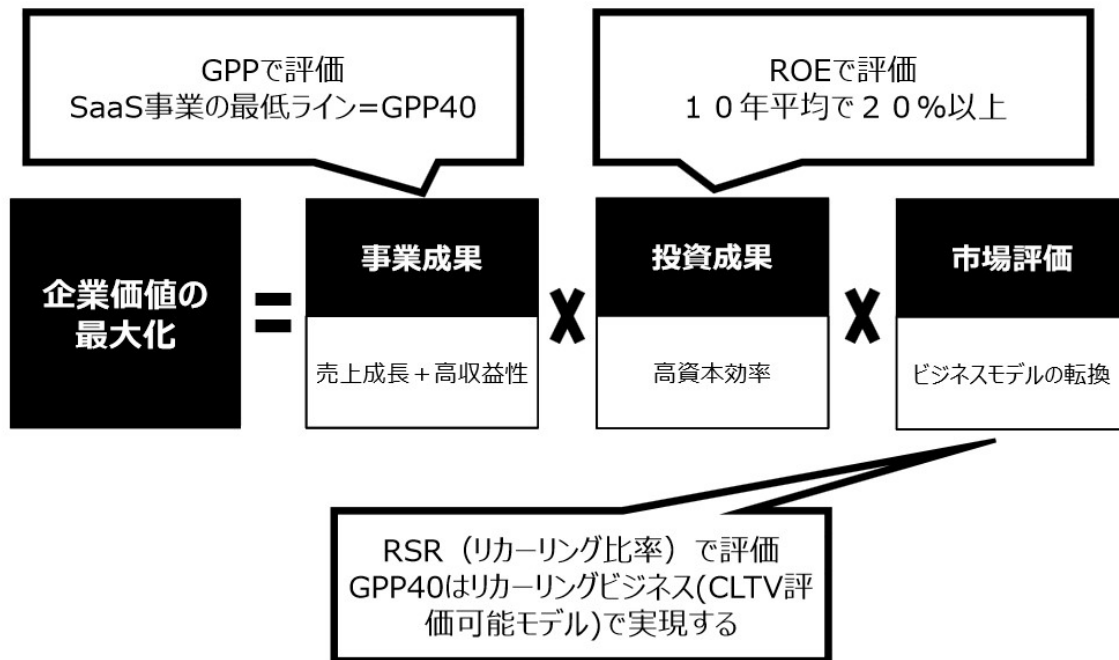 GPPで評価
SaaS事業の最低ライン=GPP40
ROEで評価
１０年平均で２０%以上
企業価値の
最大化
=
事業成果
売上成長＋高収益性
×
投資成果
高資本効率
×
市場評価
ビジネスモデルの転換
RSR（リカーリング比率）で評価
GPP40はリカーリングビジネス(CLTV評
価可能モデル)で実現する